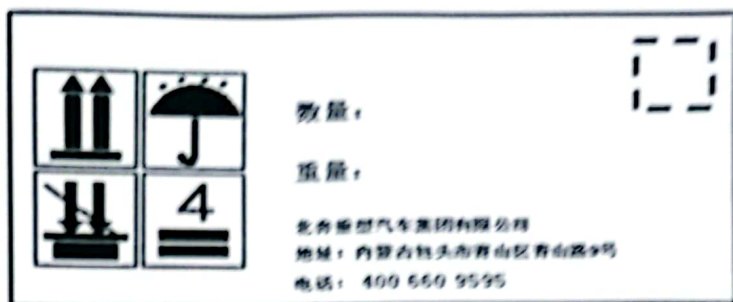 4
数量：
重量：
北奔重型汽车集团有限公司
地址：内蒙古包头市青山区青山路9号
电话：400 660 9595